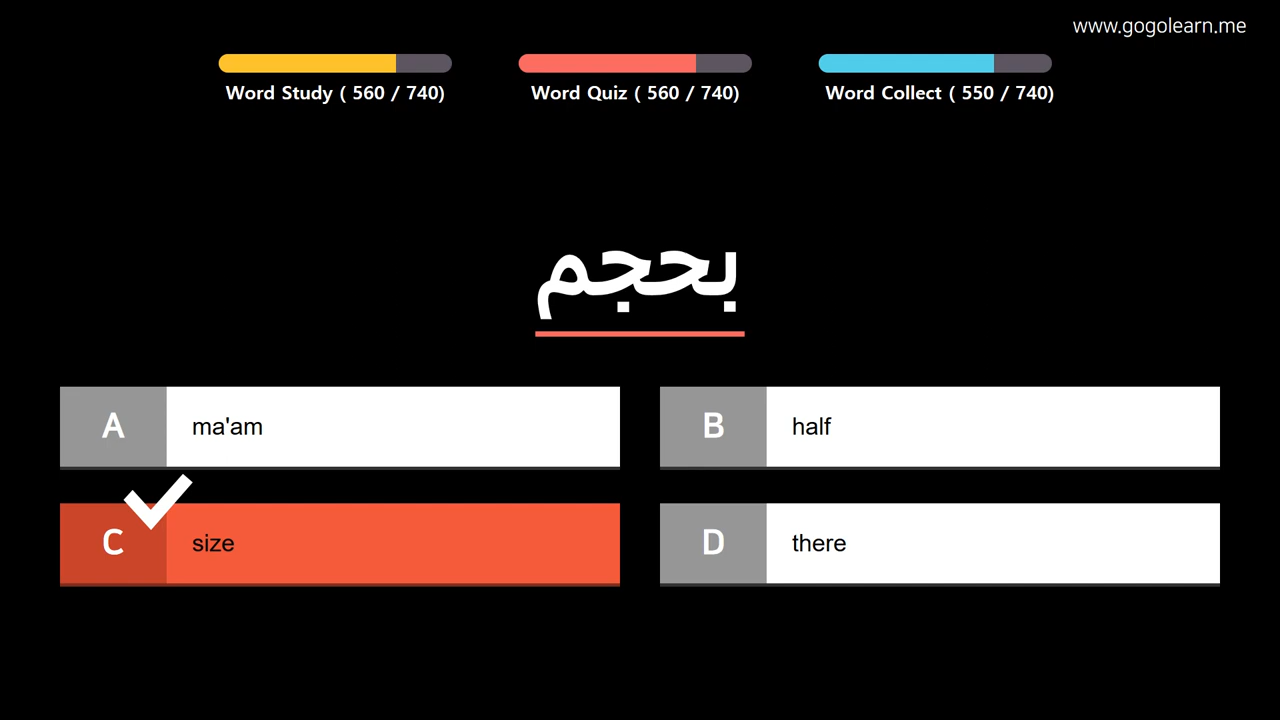 www.gogolearn.me
Word Study ( 560 / 740)
Word Quiz ( 560 / 740)
Word Collect ( 550 / 740)
بحجم
A ma'am
B half
C size
D there